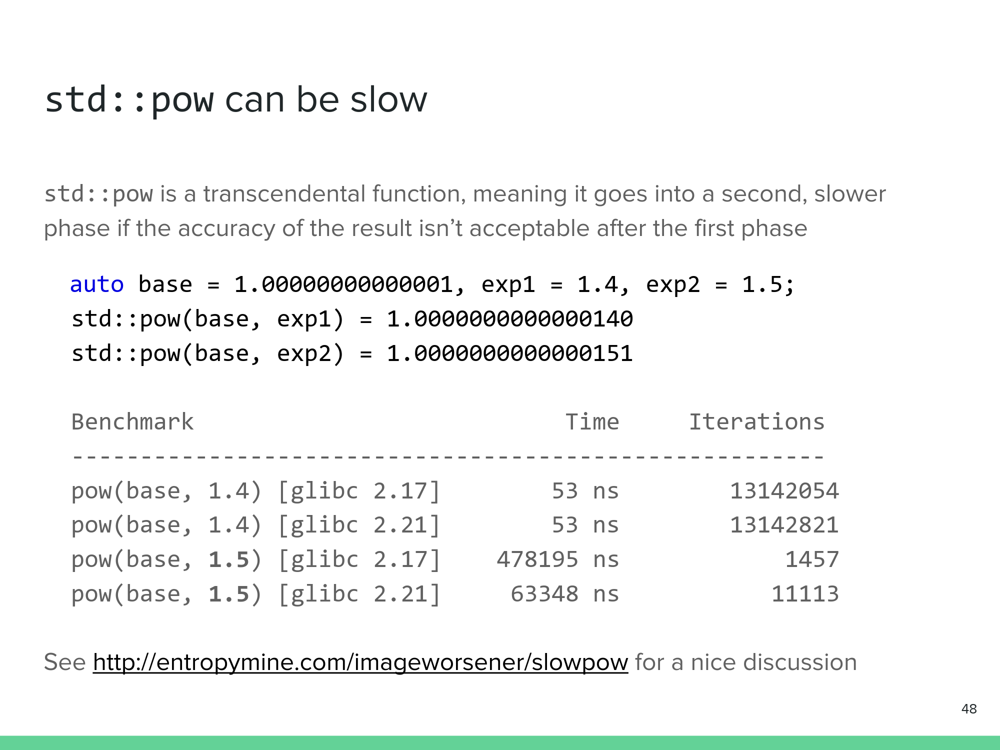 std::pow can be slow
std::pow is a transcendental function, meaning it goes into a second, slower
phase if the accuracy of the result isn’t acceptable after the first phase
auto base = 1.00000000000001, exp1 = 1.4, exp2 = 1.5;
std::pow(base, exp1) = 1.0000000000000140
std::pow(base, exp2) = 1.0000000000000151
Benchmark Time Iterations
-------------------------------------------------------
pow(base, 1.4) [glibc 2.17] 53 ns 13142054
pow(base, 1.4) [glibc 2.21] 53 ns 13142821
pow(base, 1.5) [glibc 2.17] 478195 ns 1457
pow(base, 1.5) [glibc 2.21] 63348 ns 11113
See http://entropymine.com/imageworsener/slowpow for a nice discussion
48